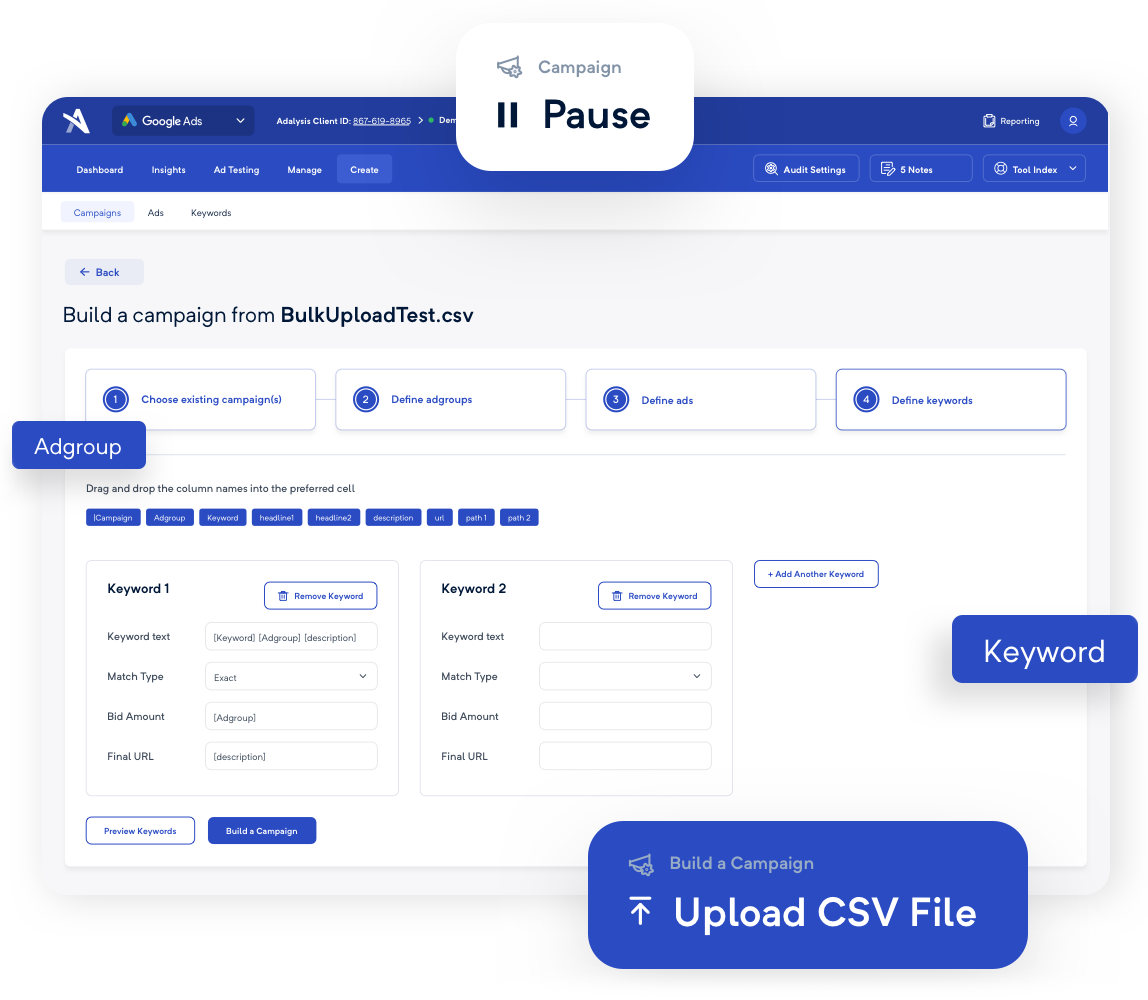 Campaign
Pause
Google Ads
Adalysis Client ID: 867-619-8965 > Dem
Reporting
Dashboard Insights Ad Testing Manage Create
Audit Settings 5 Notes Tool Index
Campaigns Ads Keywords
Back
Build a campaign from BulkUploadTest.csv
1 Choose existing campaign(s) 2 Define adgroups 3 Define ads 4 Define keywords
Adgroup
Drag and drop the column names into the preferred cell
|Campaign Adgroup Keyword headline1 headline2 description url path 1 path 2
Keyword 1 Remove Keyword Keyword 2 Remove Keyword + Add Another Keyword
Keyword text [Keyword] [Adgroup] [description] Keyword text
Keyword
Match Type Exact Match Type
Bid Amount [Adgroup] Bid Amount
Final URL [description] Final URL
Preview Keywords Build a Campaign
Build a Campaign
Upload CSV File